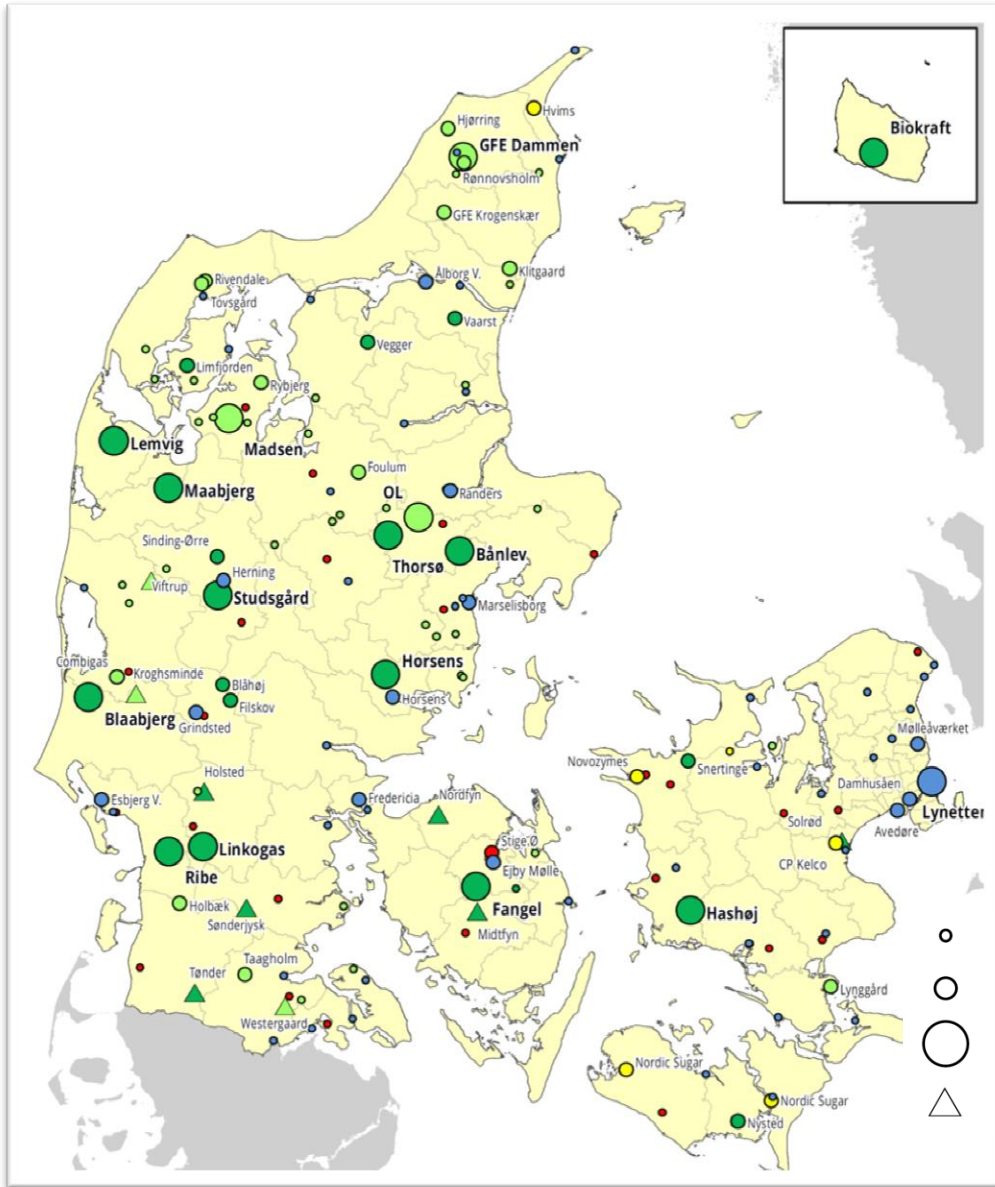 Hvims
Hjørring
GFE Dammen
Rønnovsholm
Biokraft
GFE Krogenskær
Klitgaard
Ålborg V.
Rivendale
Tovsgård
Vaarst
Vegger
Limfjorden
Rybjerg
Lemvig
Madsen
Foulum
Maabjerg
OL
Randers
Sinding-Ørre
Thorsø
Bånlev
Herning
Viftrup
Studsgård
Marselisborg
Combigas
Kroghsminde
Horsens
Blåhøj
Filskov
Horsens
Blaabjerg
Grindsted
Mølleåværket
Novozymes
Snertinge
Holsted
Damhusåen
Esbjerg V.
Fredericia
Nordfyn
Lynetten
Solrød
Avedøre
Stige Ø
Linkogas
Ejby Mølle
CP Kelco
Ribe
Holbæk
Fangel
Hashøj
Sønderjysk
Midtfyn
Taagholm
Tønder
Lynggård
Westergaard
Nordic Sugar
Nordic Sugar
Nysted